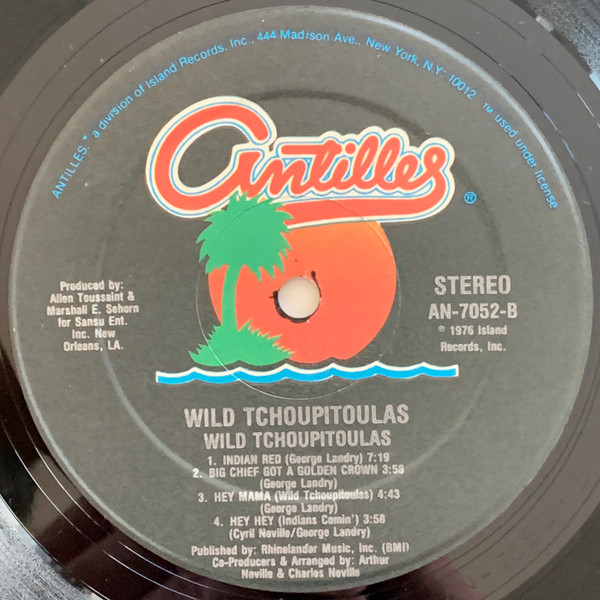 ANTILLES.* a division of Island Records, Inc., 444 Madison Ave., New York, N.Y. 10012 ™ used under license
Antilles®
Produced by:
Allen Toussaint &
Marshall E. Sehorn
for Sansu Ent.
Inc. New
Orleans, LA.
STEREO
AN-7052-B
℗ 1976 Island
Records, Inc.
WILD TCHOUPITOULAS
WILD TCHOUPITOULAS
1. INDIAN RED (George Landry) 7:19
2. BIG CHIEF GOT A GOLDEN CROWN 3:58
(George Landry)
3. HEY MAMA (Wild Tchoupitoulas) 4:43
(George Landry)
4. HEY HEY (Indians Comin') 3:58
(Cyril Neville/George Landry)
Published by: Rhinelander Music, Inc. (BMI)
Co-Producers & Arranged by: Arthur
Neville & Charles Neville